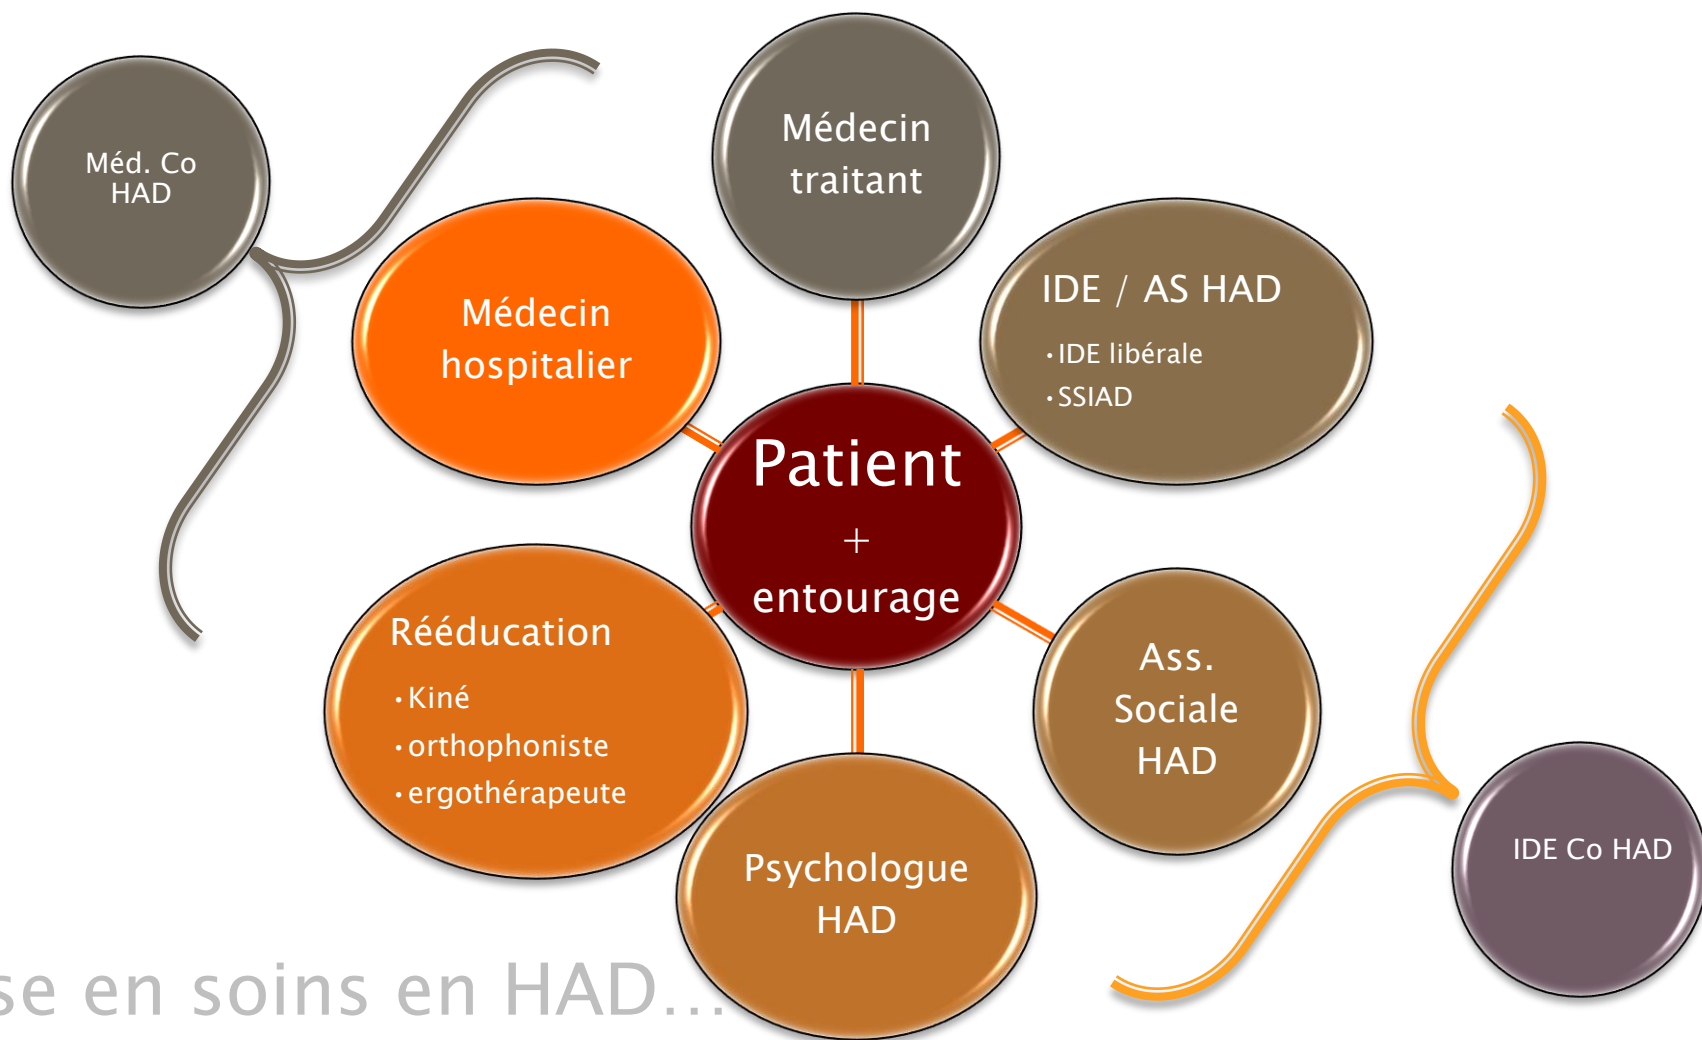 Méd. Co
HAD
Médecin
traitant
Médecin
hospitalier
IDE / AS HAD
·IDE libérale
·SSIAD
Patient
+
entourage
Rééducation
·Kiné
·orthophoniste
·ergothérapeute
Ass.
Sociale
HAD
Psychologue
HAD
IDE Co HAD
se en soins en HAD...